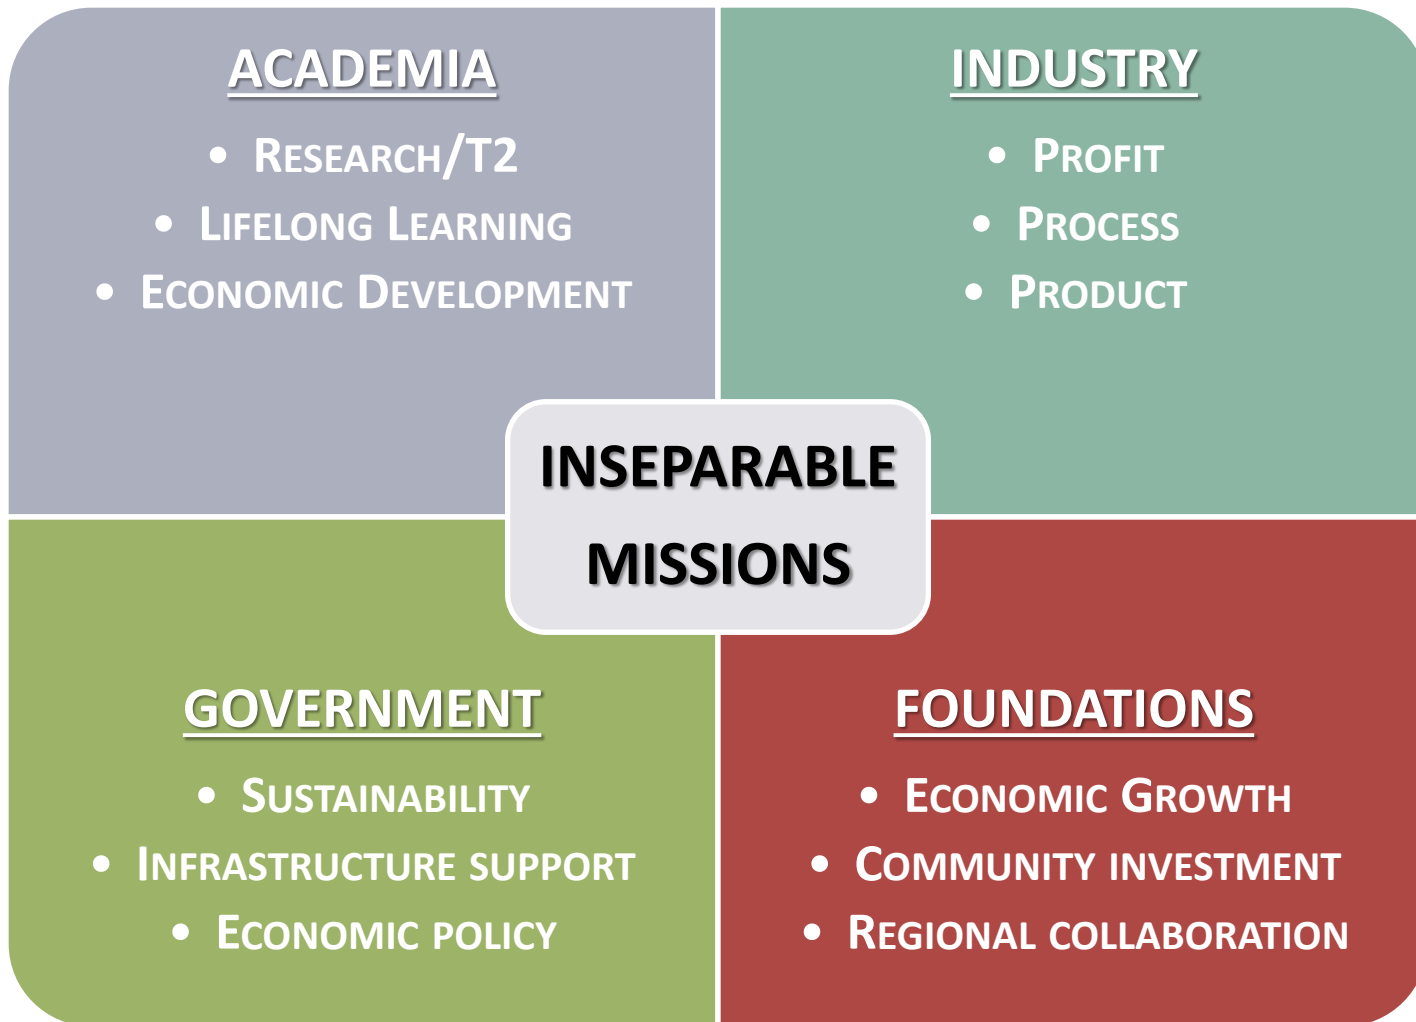 ACADEMIA
• RESEARCH/T2
• LIFELONG LEARNING
• ECONOMIC DEVELOPMENT
INDUSTRY
• PROFIT
• PROCESS
• PRODUCT
INSEPARABLE
MISSIONS
GOVERNMENT
• SUSTAINABILITY
• INFRASTRUCTURE SUPPORT
• ECONOMIC POLICY
FOUNDATIONS
• ECONOMIC GROWTH
• COMMUNITY INVESTMENT
• REGIONAL COLLABORATION